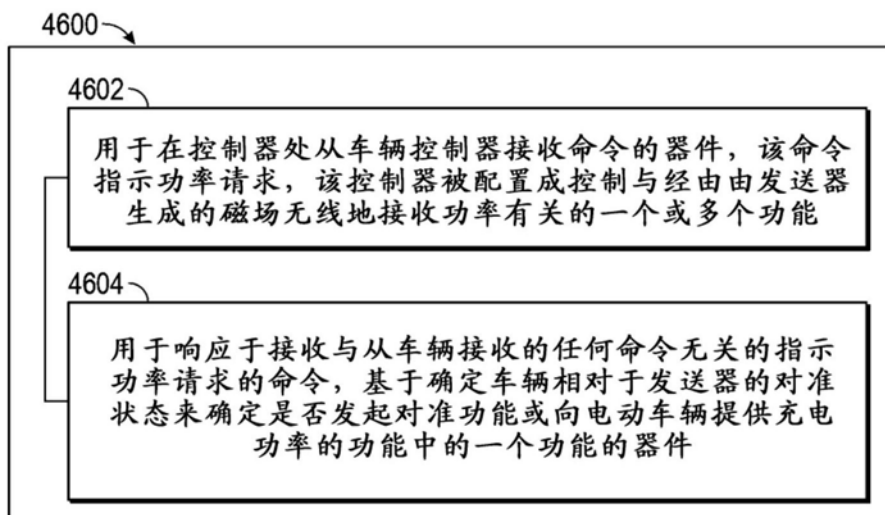 4600
4602
用于在控制器处从车辆控制器接收命令的器件，该命令
指示功率请求，该控制器被配置成控制与经由由发送器
生成的磁场无线地接收功率有关的一个或多个功能
4604
用于响应于接收与从车辆接收的任何命令无关的指示
功率请求的命令，基于确定车辆相对于发送器的对准
状态来确定是否发起对准功能或向电动车辆提供充电
功率的功能中的一个功能的器件